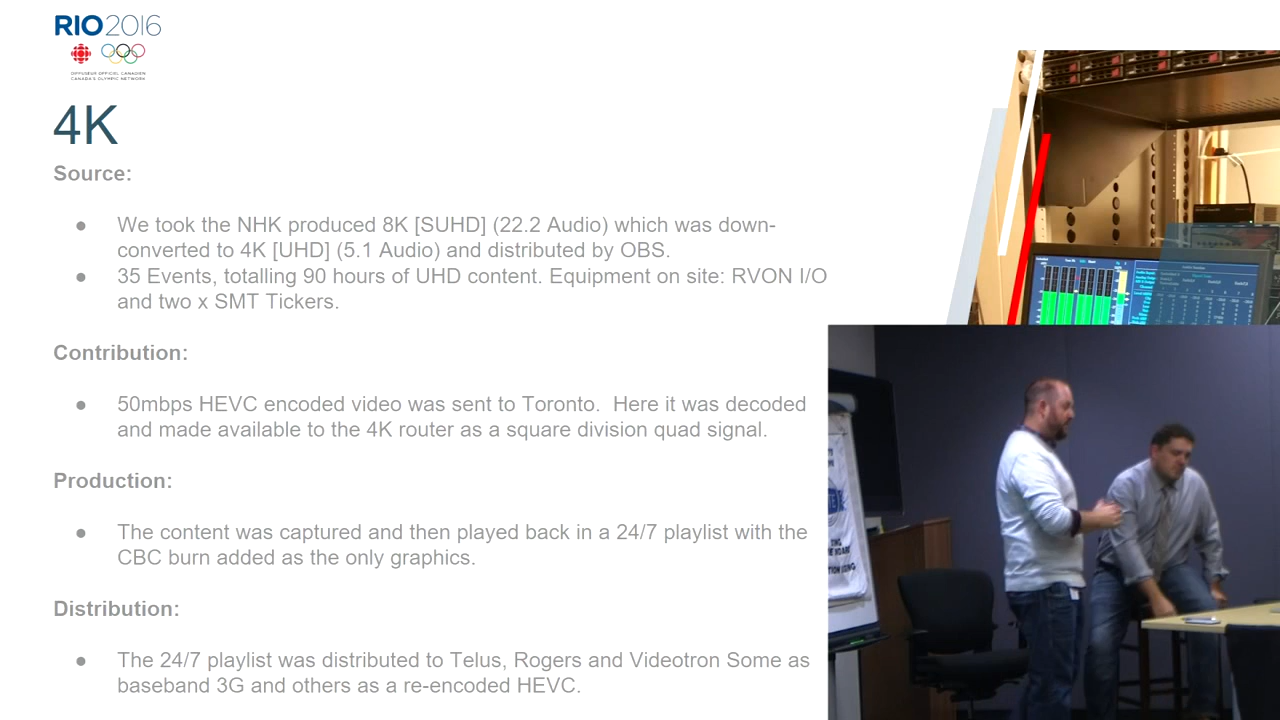 RIO2016
DIFFUSEUR OFFICIEL CANADIEN
CANADA'S OLYMPIC NETWORK
4K
Source:
● We took the NHK produced 8K [SUHD] (22.2 Audio) which was down-
converted to 4K [UHD] (5.1 Audio) and distributed by OBS.
● 35 Events, totalling 90 hours of UHD content. Equipment on site: RVON I/O
and two x SMT Tickers.
Contribution:
● 50mbps HEVC encoded video was sent to Toronto.  Here it was decoded
and made available to the 4K router as a square division quad signal.
Production:
● The content was captured and then played back in a 24/7 playlist with the
CBC burn added as the only graphics.
Distribution:
● The 24/7 playlist was distributed to Telus, Rogers and Videotron Some as
baseband 3G and others as a re-encoded HEVC.